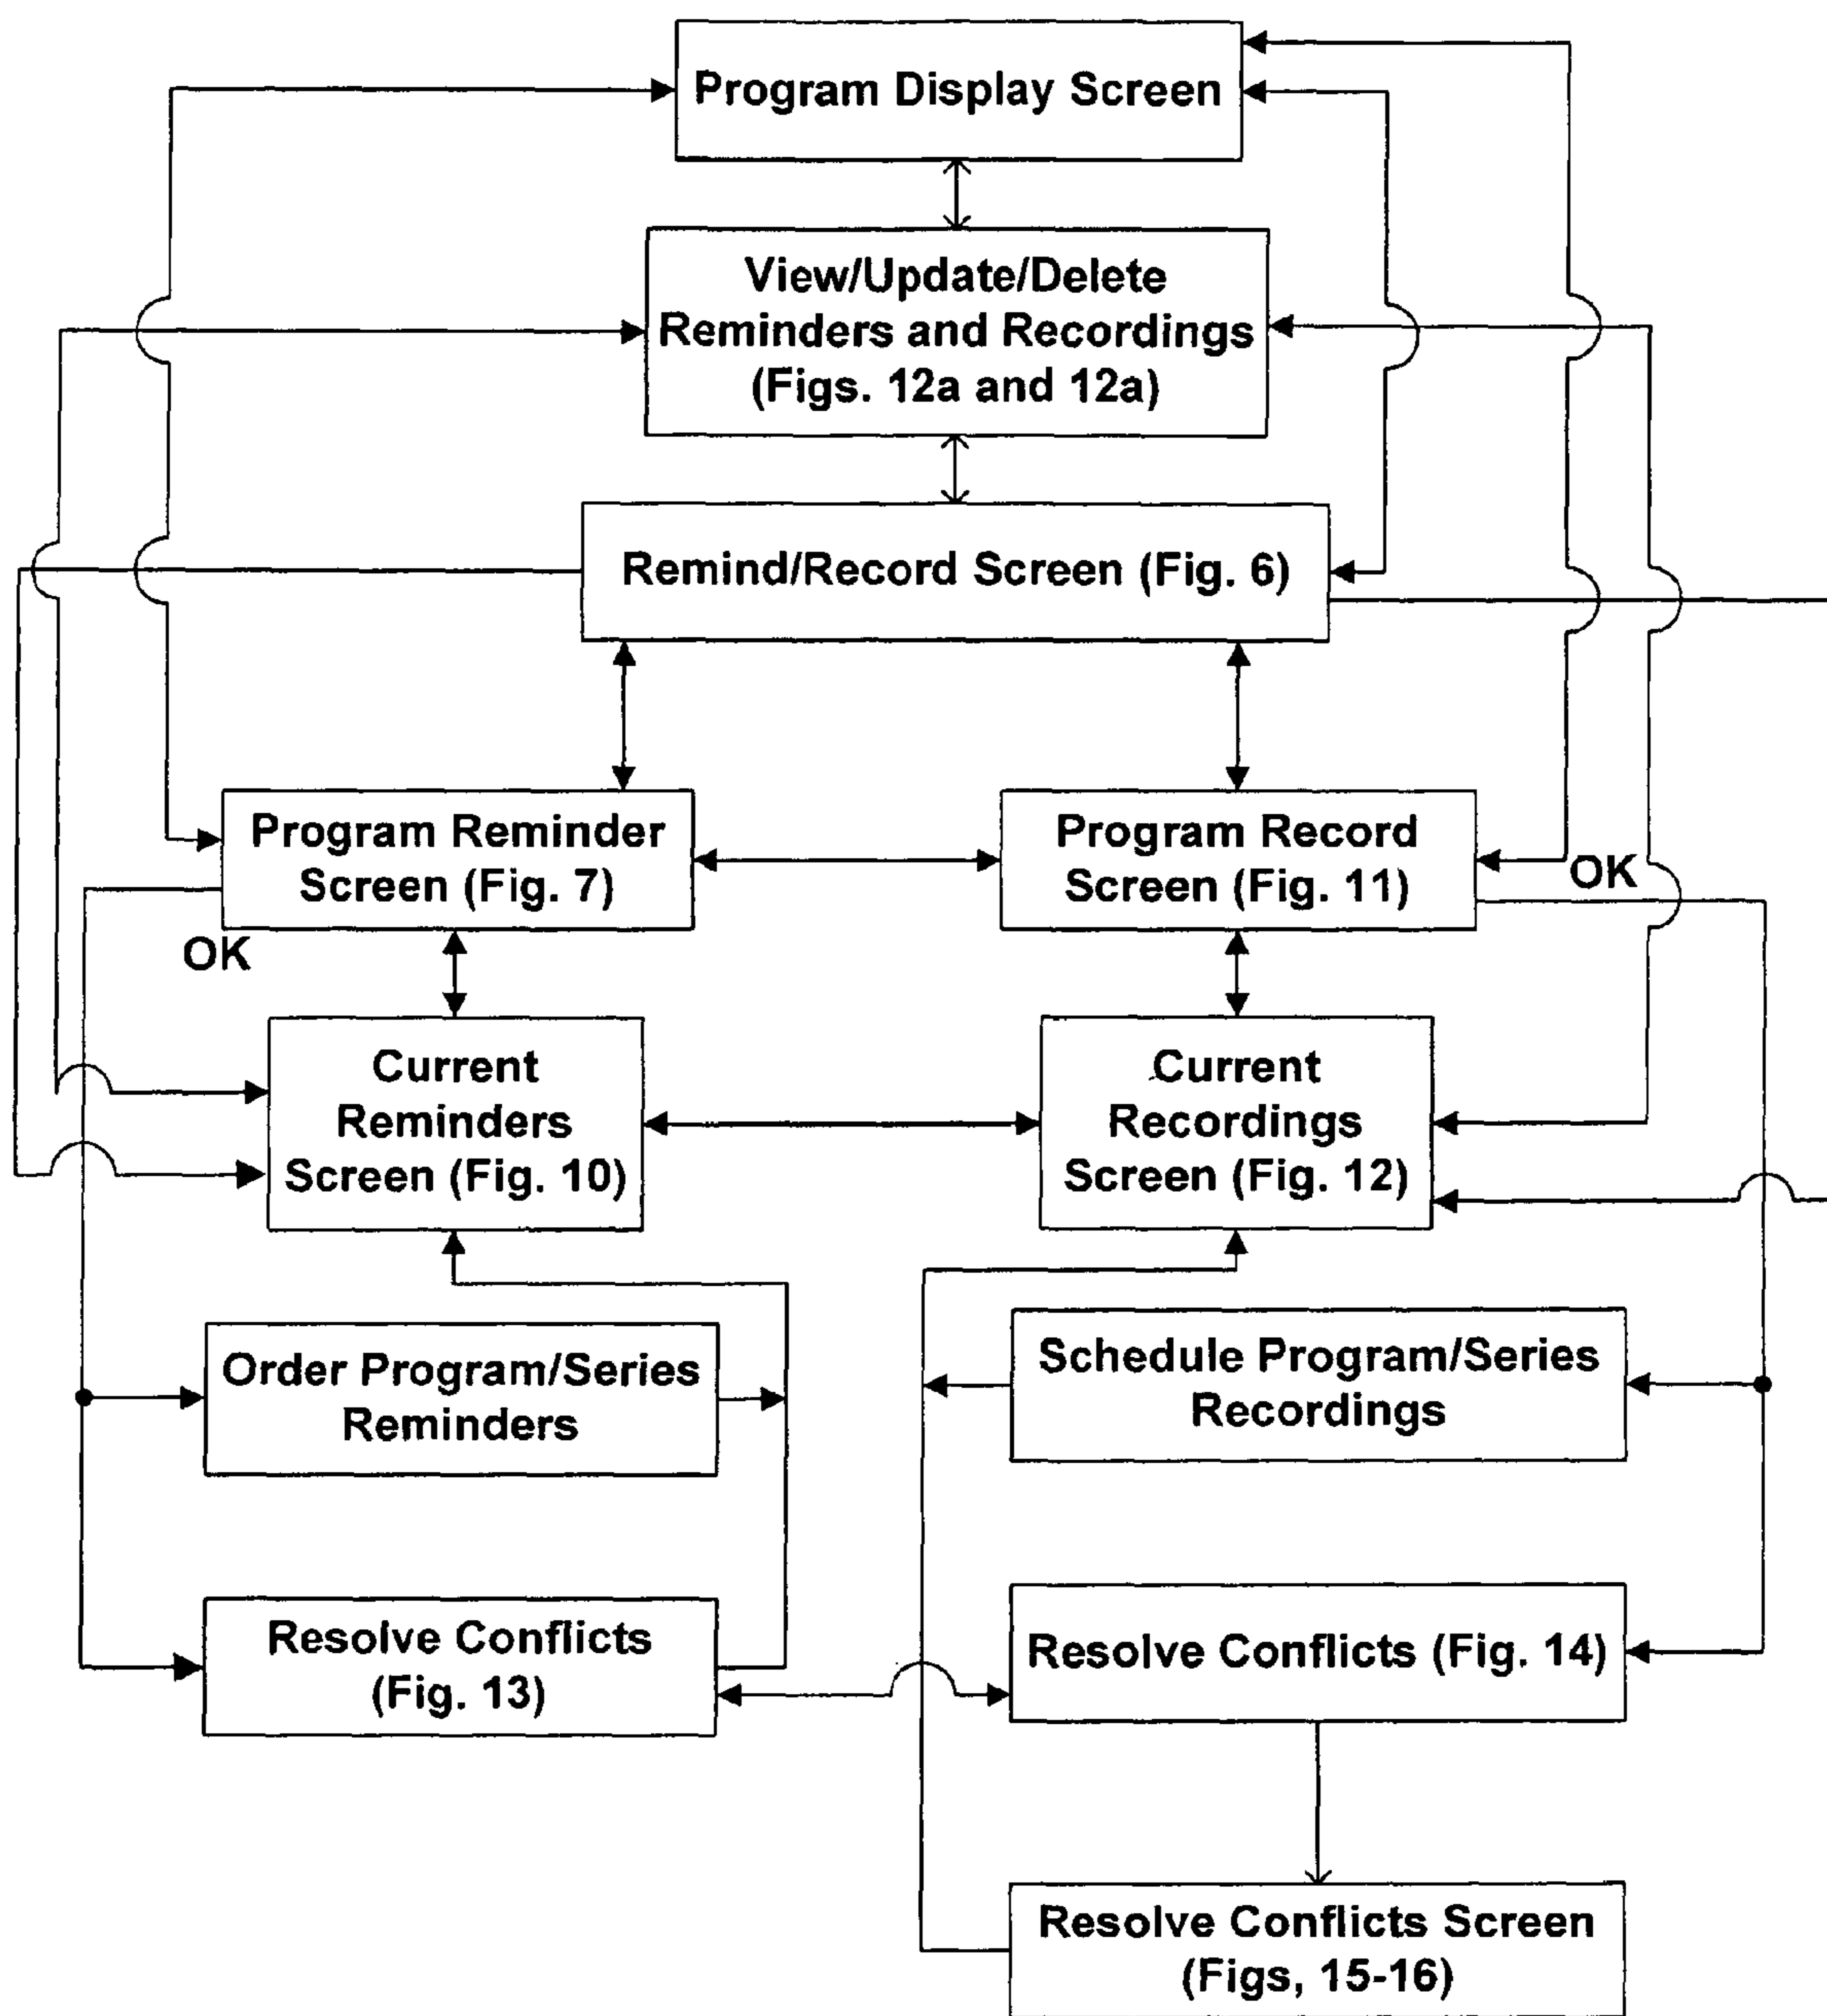 Program Display Screen
View/Update/Delete
Reminders and Recordings
(Figs. 12a and 12a)
Remind/Record Screen (Fig. 6)
Program Reminder
Screen (Fig. 7)
Program Record
Screen (Fig. 11)
OK
OK
Current
Reminders
Screen (Fig. 10)
Current
Recordings
Screen (Fig. 12)
Order Program/Series
Reminders
Schedule Program/Series
Recordings
Resolve Conflicts
(Fig. 13)
Resolve Conflicts (Fig. 14)
Resolve Conflicts Screen
(Figs, 15-16)